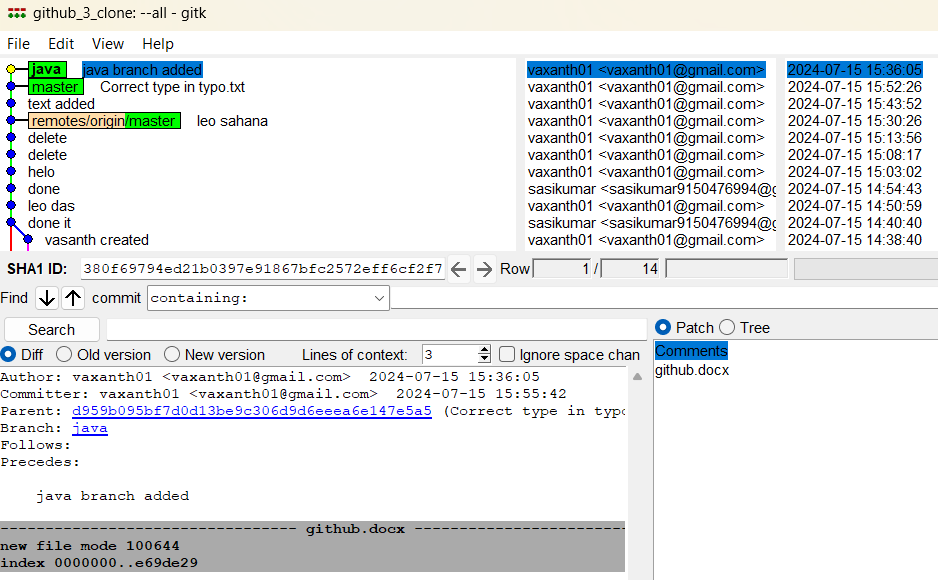 github_3_clone: --all - gitk
File Edit View Help
java java branch added vaxanth01 <vaxanth01@gmail.com> 2024-07-15 15:36:05
master Correct type in typo.txt vaxanth01 <vaxanth01@gmail.com> 2024-07-15 15:52:26
text added vaxanth01 <vaxanth01@gmail.com> 2024-07-15 15:43:52
remotes/origin/master leo sahana vaxanth01 <vaxanth01@gmail.com> 2024-07-15 15:30:26
delete vaxanth01 <vaxanth01@gmail.com> 2024-07-15 15:13:56
delete vaxanth01 <vaxanth01@gmail.com> 2024-07-15 15:08:17
helo vaxanth01 <vaxanth01@gmail.com> 2024-07-15 15:03:02
done sasikumar <sasikumar9150476994@g 2024-07-15 14:54:43
leo das vaxanth01 <vaxanth01@gmail.com> 2024-07-15 14:50:59
done it sasikumar <sasikumar9150476994@g 2024-07-15 14:40:40
vasanth created vaxanth01 <vaxanth01@gmail.com> 2024-07-15 14:38:40
SHA1 ID: 380f69794ed21b0397e91867bfc2572eff6cf2f7 Row 1 / 14
Find commit containing:
Search
Patch Tree
Diff Old version New version Lines of context: 3 Ignore space chan
Comments
github.docx
Author: vaxanth01 <vaxanth01@gmail.com> 2024-07-15 15:36:05
Committer: vaxanth01 <vaxanth01@gmail.com> 2024-07-15 15:55:42
Parent: d959b095bf7d0d13be9c306d9d6eeea6e147e5a5 (Correct type in typo
Branch: java
Follows:
Precedes:
java branch added
--------------------------------- github.docx ------------------------
new file mode 100644
index 0000000..e69de29